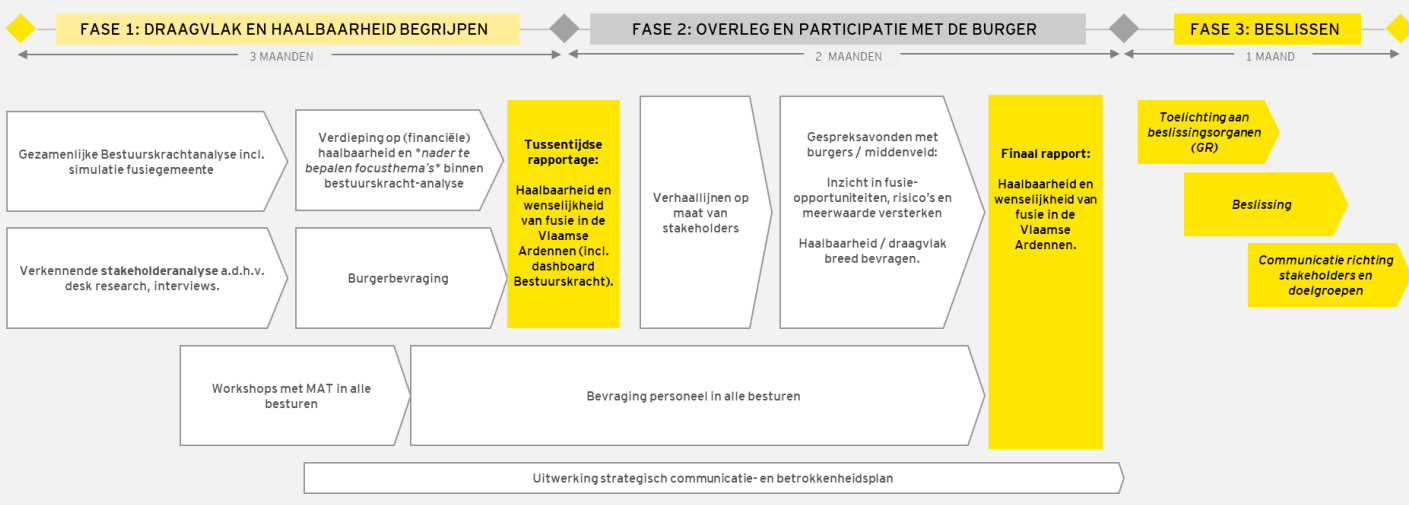 FASE 1: DRAAGVLAK EN HAALBAARHEID BEGRIJPEN
FASE 2: OVERLEG EN PARTICIPATIE MET DE BURGER
FASE 3: BESLISSEN
3 MAANDEN
2 MAANDEN
1 MAAND
Gezamenlijke Bestuurskrachtanalyse incl.
simulatie fusiegemeente
Verdieping op (financiële)
haalbaarheid en *nader te
bepalen focusthema's* binnen
bestuurskracht-analyse
Verkennende stakeholderanalyse a.d.h.v.
desk research, interviews.
Burgerbevraging
Tussentijdse
rapportage:
Haalbaarheid en
wenselijkheid
van fusie in de
Vlaamse
Ardennen (incl.
dashboard
Bestuurskracht).
Verhaallijnen op
maat van
stakeholders
Gespreksavonden met
burgers / middenveld:
Inzicht in fusie-
opportuniteiten, risico's en
meerwaarde versterken
Haalbaarheid / draagvlak
breed bevragen.
Finaal rapport:
Haalbaarheid en
wenselijkheid van
fusie in de
Vlaamse
Ardennen.
Toelichting aan
beslissingsorganen
(GR)
Beslissing
Communicatie richting
stakeholders en
doelgroepen
Workshops met MAT in alle
besturen
Bevraging personeel in alle besturen
Uitwerking strategisch communicatie- en betrokkenheidsplan